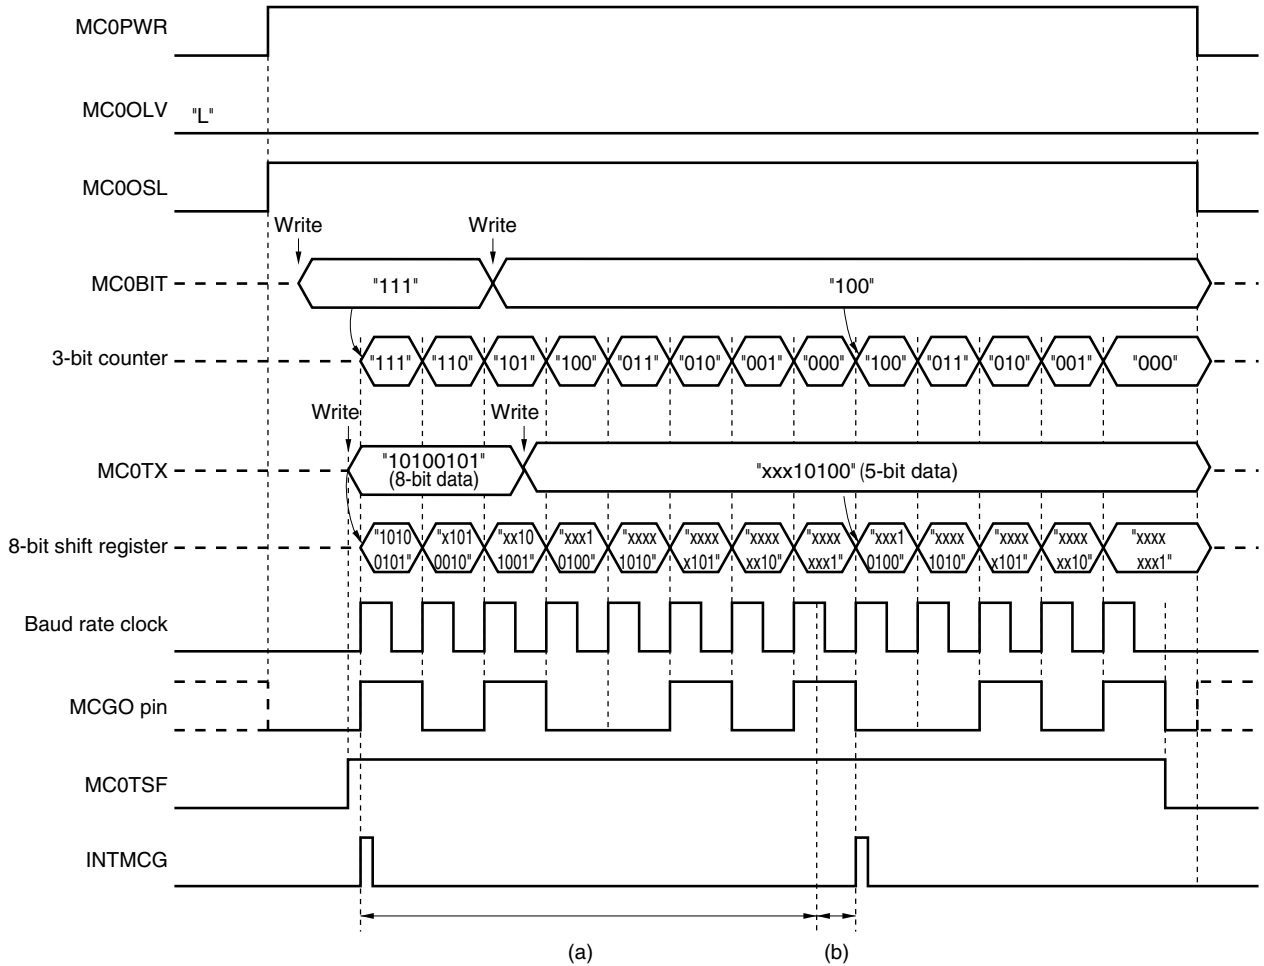 MC0PWR
MC0OLV "L"
MC0OSL
Write Write
MC0BIT "111" "100"
3-bit counter "111" "110" "101" "100" "011" "010" "001" "000" "100" "011" "010" "001" "000"
Write Write
MC0TX "10100101" "xxx10100" (5-bit data)
(8-bit data)
8-bit shift register "1010 "x101 "xx10 "xxx1 "xxxx "xxxx "xxxx "xxxx "xxx1 "xxxx "xxxx "xxxx "xxxx
0101" 0010" 1001" 0100" 1010" x101" xx10" xxx1" 0100" 1010" x101" xx10" xxx1"
Baud rate clock
MCGO pin
MC0TSF
INTMCG
(a) (b)